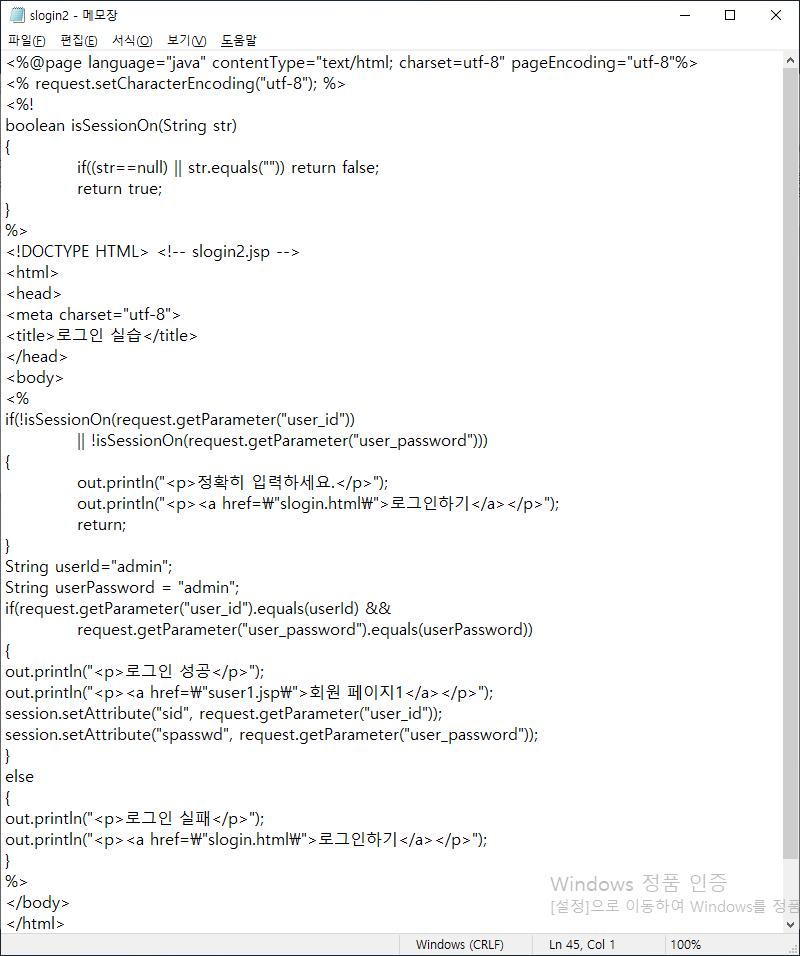 slogin2 - 메모장
파일(F) 편집(E) 서식(O) 보기(V) 도움말
<%@page language="java" contentType="text/html; charset=utf-8" pageEncoding="utf-8"%>
<% request.setCharacterEncoding("utf-8"); %>
<%!
boolean isSessionOn(String str)
{
if((str==null) || str.equals("")) return false;
return true;
}
%>
<!DOCTYPE HTML> <!-- slogin2.jsp -->
<html>
<head>
<meta charset="utf-8">
<title>로그인 실습</title>
</head>
<body>
<%
if(!isSessionOn(request.getParameter("user_id"))
|| !isSessionOn(request.getParameter("user_password")))
{
out.println("<p>정확히 입력하세요.</p>");
out.println("<p><a href=₩"slogin.html₩">로그인하기</a></p>");
return;
}
String userId="admin";
String userPassword = "admin";
if(request.getParameter("user_id").equals(userId) &&
request.getParameter("user_password").equals(userPassword))
{
out.println("<p>로그인 성공</p>");
out.println("<p><a href=₩"suser1.jsp₩">회원 페이지1</a></p>");
session.setAttribute("sid", request.getParameter("user_id"));
session.setAttribute("spasswd", request.getParameter("user_password"));
}
else
{
out.println("<p>로그인 실패</p>");
out.println("<p><a href=₩"slogin.html₩">로그인하기</a></p>");
}
%>
</body>
</html>
Windows 정품 인증
[설정]으로 이동하여 Windows를 정품
Windows (CRLF) Ln 45, Col 1 100%